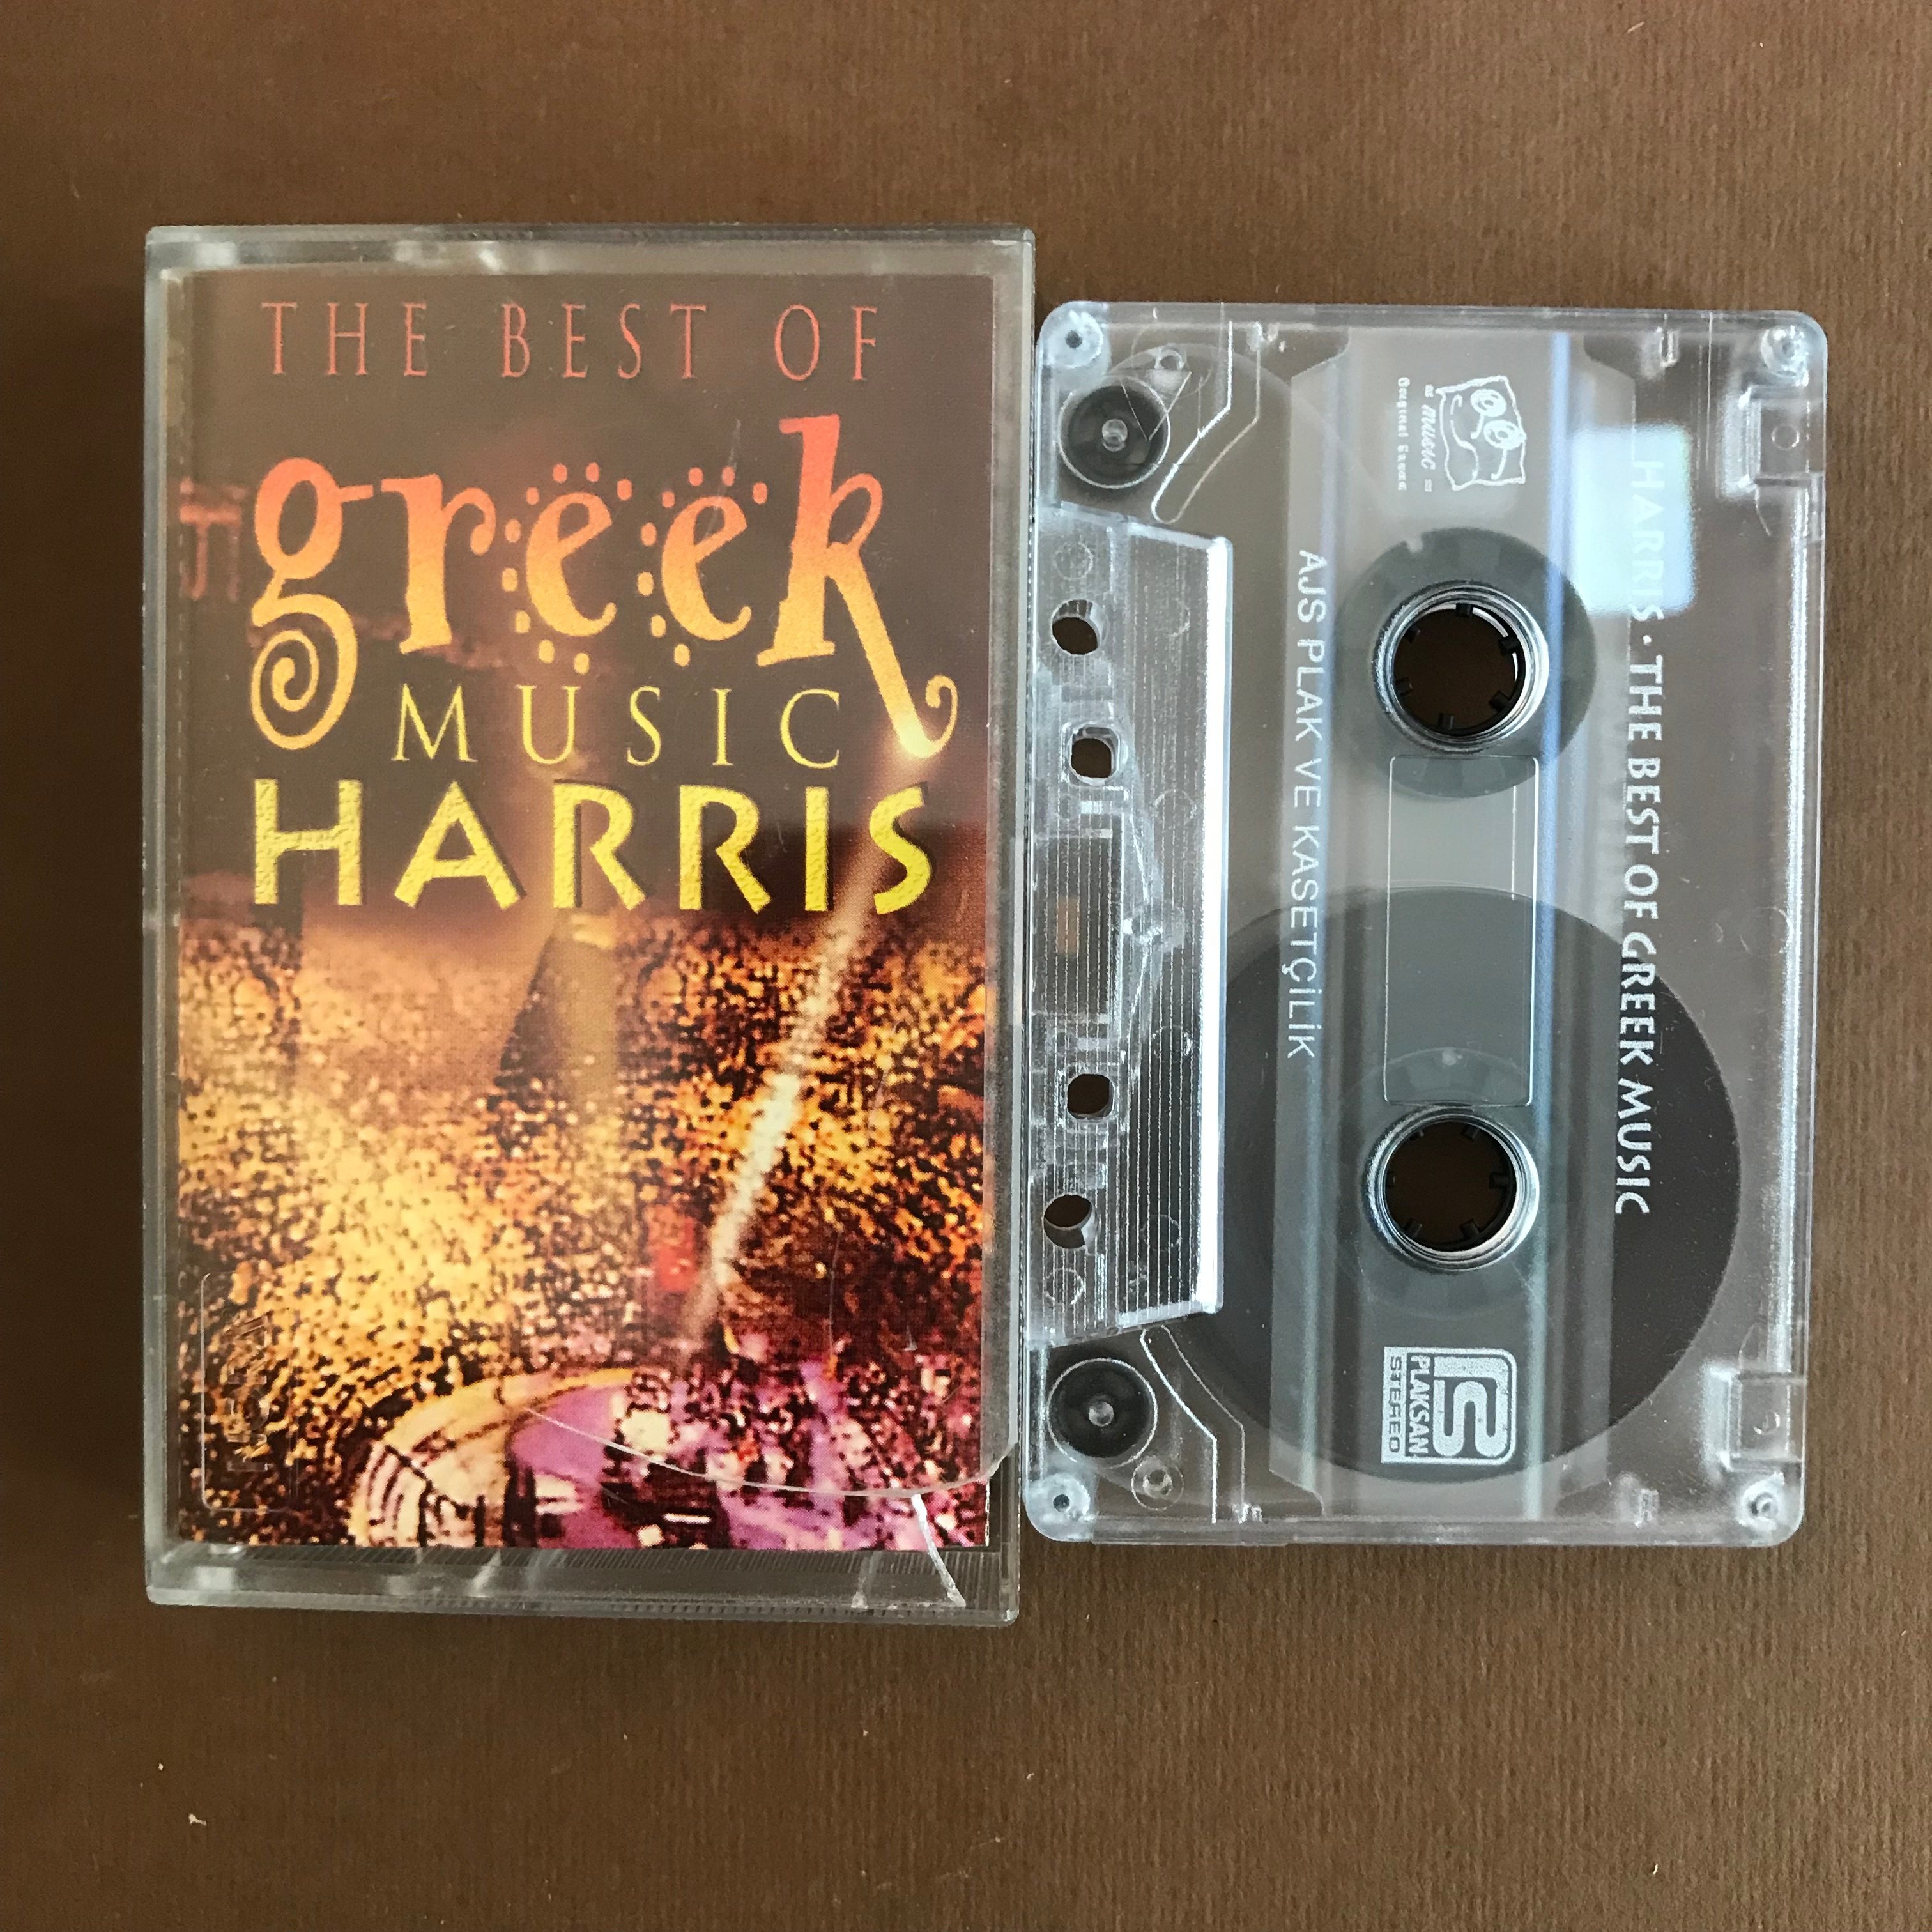 THE BEST OF
greek
MUSIC
HARRIS
HARRIS · THE BEST OF GREEK MUSIC
music
AJS PLAK VE KASETÇİLİK
PLAKSAN
STEREO